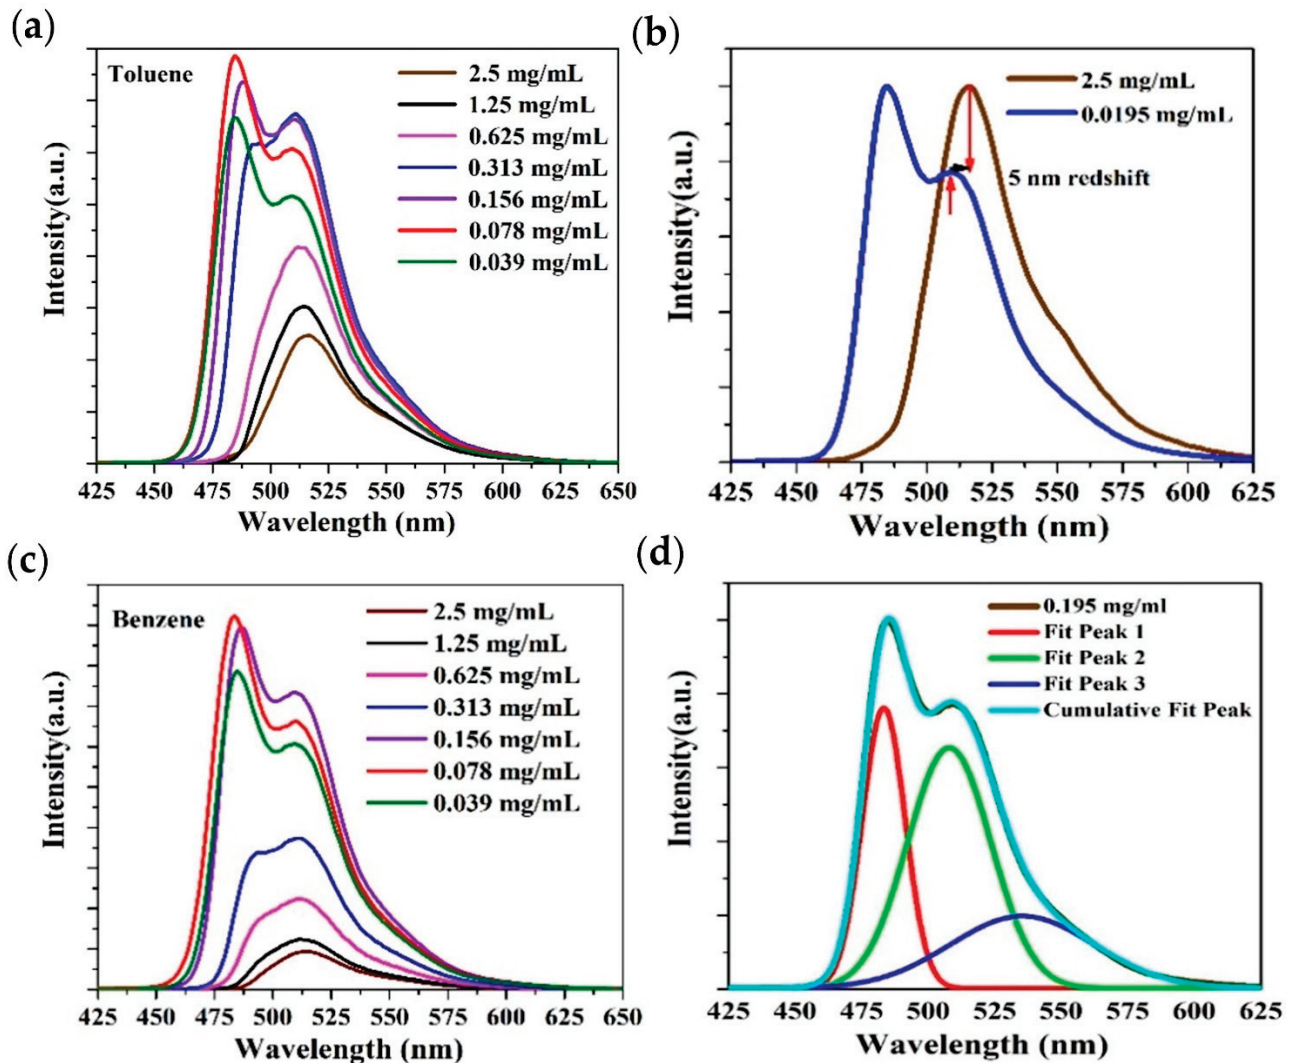 (a)
Toluene
2.5 mg/mL
1.25 mg/mL
0.625 mg/mL
0.313 mg/mL
0.156 mg/mL
0.078 mg/mL
0.039 mg/mL
Intensity(a.u.)
425 450 475 500 525 550 575 600 625 650
Wavelength (nm)
(b)
2.5 mg/mL
0.0195 mg/mL
5 nm redshift
Intensity(a.u.)
425 450 475 500 525 550 575 600 625
Wavelength (nm)
(c)
Benzene
2.5 mg/mL
1.25 mg/mL
0.625 mg/mL
0.313 mg/mL
0.156 mg/mL
0.078 mg/mL
0.039 mg/mL
Intensity(a.u.)
425 450 475 500 525 550 575 600 625 650
Wavelength (nm)
(d)
0.195 mg/ml
Fit Peak 1
Fit Peak 2
Fit Peak 3
Cumulative Fit Peak
Intensity(a.u.)
425 450 475 500 525 550 575 600 625
Wavelength (nm)